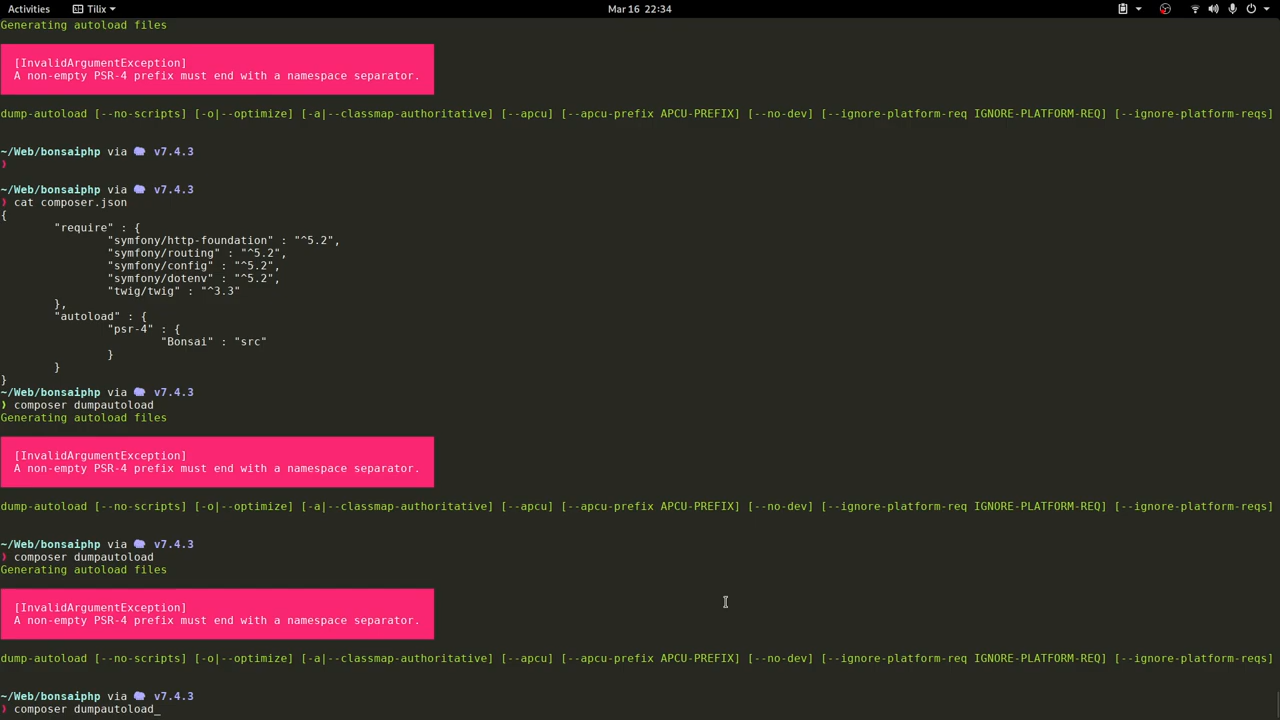 Activities Tilix Mar 16 22:34
Generating autoload files
[InvalidArgumentException]
A non-empty PSR-4 prefix must end with a namespace separator.
dump-autoload [--no-scripts] [-o|--optimize] [-a|--classmap-authoritative] [--apcu] [--apcu-prefix APCU-PREFIX] [--no-dev] [--ignore-platform-req IGNORE-PLATFORM-REQ] [--ignore-platform-reqs]
~/Web/bonsaiphp via 🐘 v7.4.3
❯
~/Web/bonsaiphp via 🐘 v7.4.3
❯ cat composer.json
{
"require" : {
"symfony/http-foundation" : "^5.2",
"symfony/routing" : "^5.2",
"symfony/config" : "^5.2",
"symfony/dotenv" : "^5.2",
"twig/twig" : "^3.3"
},
"autoload" : {
"psr-4" : {
"Bonsai" : "src"
}
}
}
~/Web/bonsaiphp via 🐘 v7.4.3
❯ composer dumpautoload
Generating autoload files
[InvalidArgumentException]
A non-empty PSR-4 prefix must end with a namespace separator.
dump-autoload [--no-scripts] [-o|--optimize] [-a|--classmap-authoritative] [--apcu] [--apcu-prefix APCU-PREFIX] [--no-dev] [--ignore-platform-req IGNORE-PLATFORM-REQ] [--ignore-platform-reqs]
~/Web/bonsaiphp via 🐘 v7.4.3
❯ composer dumpautoload
Generating autoload files
[InvalidArgumentException]
A non-empty PSR-4 prefix must end with a namespace separator.
dump-autoload [--no-scripts] [-o|--optimize] [-a|--classmap-authoritative] [--apcu] [--apcu-prefix APCU-PREFIX] [--no-dev] [--ignore-platform-req IGNORE-PLATFORM-REQ] [--ignore-platform-reqs]
~/Web/bonsaiphp via 🐘 v7.4.3
❯ composer dumpautoload_